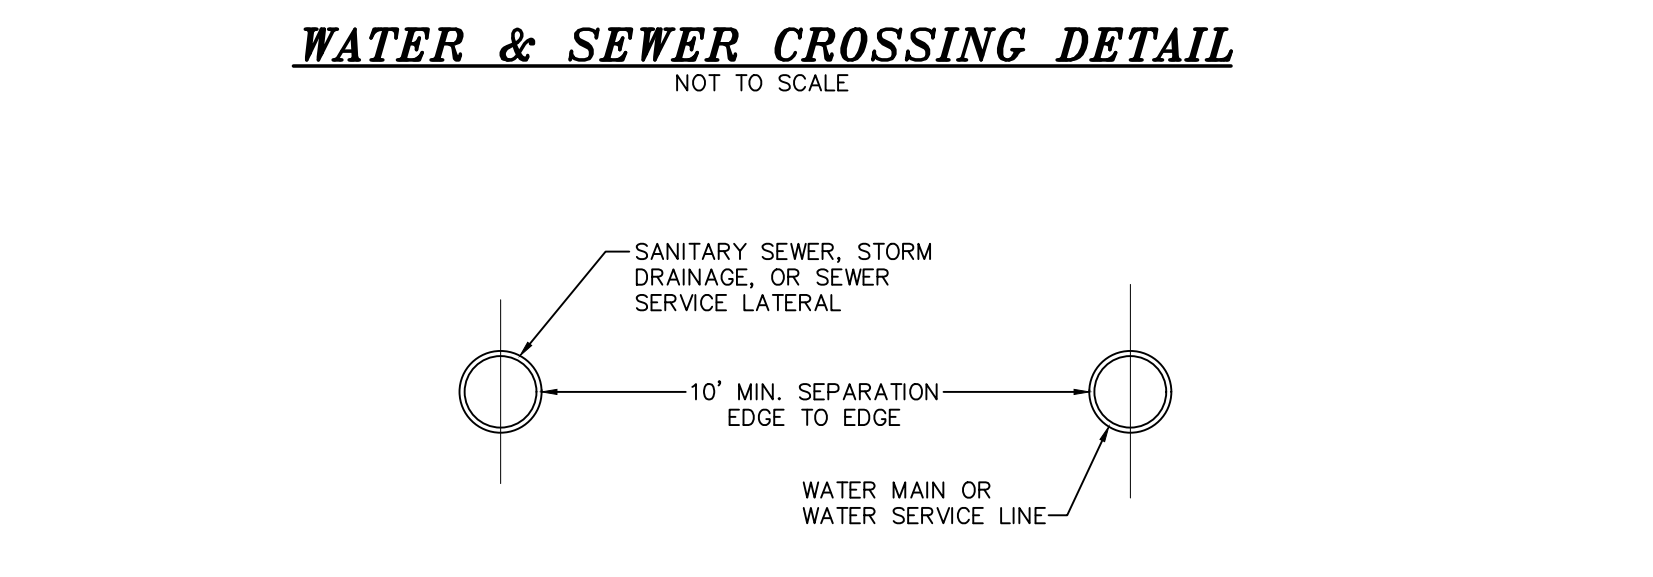 WATER & SEWER CROSSING DETAIL
NOT TO SCALE
SANITARY SEWER, STORM
DRAINAGE, OR SEWER
SERVICE LATERAL
10' MIN. SEPARATION
EDGE TO EDGE
WATER MAIN OR
WATER SERVICE LINE